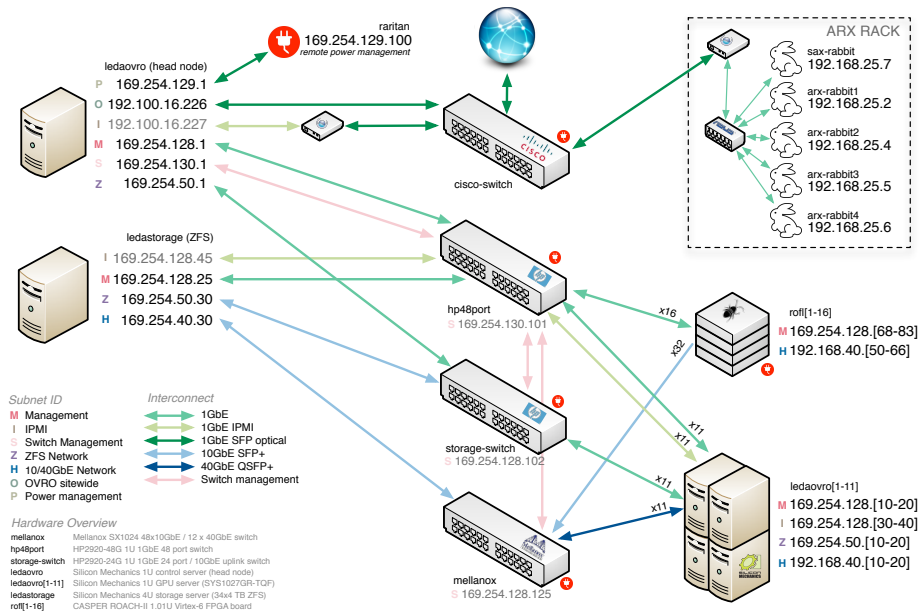 raritan
169.254.129.100
remote power management
ARX RACK
ledaovro (head node)
P 169.254.129.1
O 192.100.16.226
I 192.100.16.227
M 169.254.128.1
S 169.254.130.1
Z 169.254.50.1
CISCO
cisco-switch
sax-rabbit
192.168.25.7
arx-rabbit1
192.168.25.2
ASUS
arx-rabbit2
192.168.25.4
arx-rabbit3
192.168.25.5
arx-rabbit4
192.168.25.6
ledastorage (ZFS)
I 169.254.128.45
M 169.254.128.25
Z 169.254.50.30
H 169.254.40.30
hp
hp48port
S 169.254.130.101
x16
x32
rofl[1-16]
M 169.254.128.[68-83]
H 192.168.40.[50-66]
hp
storage-switch
S 169.254.128.102
x11
x11
x11
x11
Mellanox
mellanox
S 169.254.128.125
ledaovro[1-11]
M 169.254.128.[10-20]
I 169.254.128.[30-40]
Z 169.254.50.[10-20]
H 192.168.40.[10-20]
SILICON
MECHANICS
Subnet ID
M Management
I IPMI
S Switch Management
Z ZFS Network
H 10/40GbE Network
O OVRO sitewide
P Power management
Interconnect
1GbE
1GbE IPMI
1GbE SFP optical
10GbE SFP+
40GbE QSFP+
Switch management
Hardware Overview
mellanox Mellanox SX1024 48x10GbE / 12 x 40GbE switch
hp48port HP2920-48G 1U 1GbE 48 port switch
storage-switch HP2920-24G 1U 1GbE 24 port / 10GbE uplink switch
ledaovro Silicon Mechanics 1U control server (head node)
ledaovro[1-11] Silicon Mechanics 1U GPU server (SYS1027GR-TQF)
ledastorage Silicon Mechanics 4U storage server (34x4 TB ZFS)
rofl[1-16] CASPER ROACH-II 1.01U Virtex-6 FPGA board